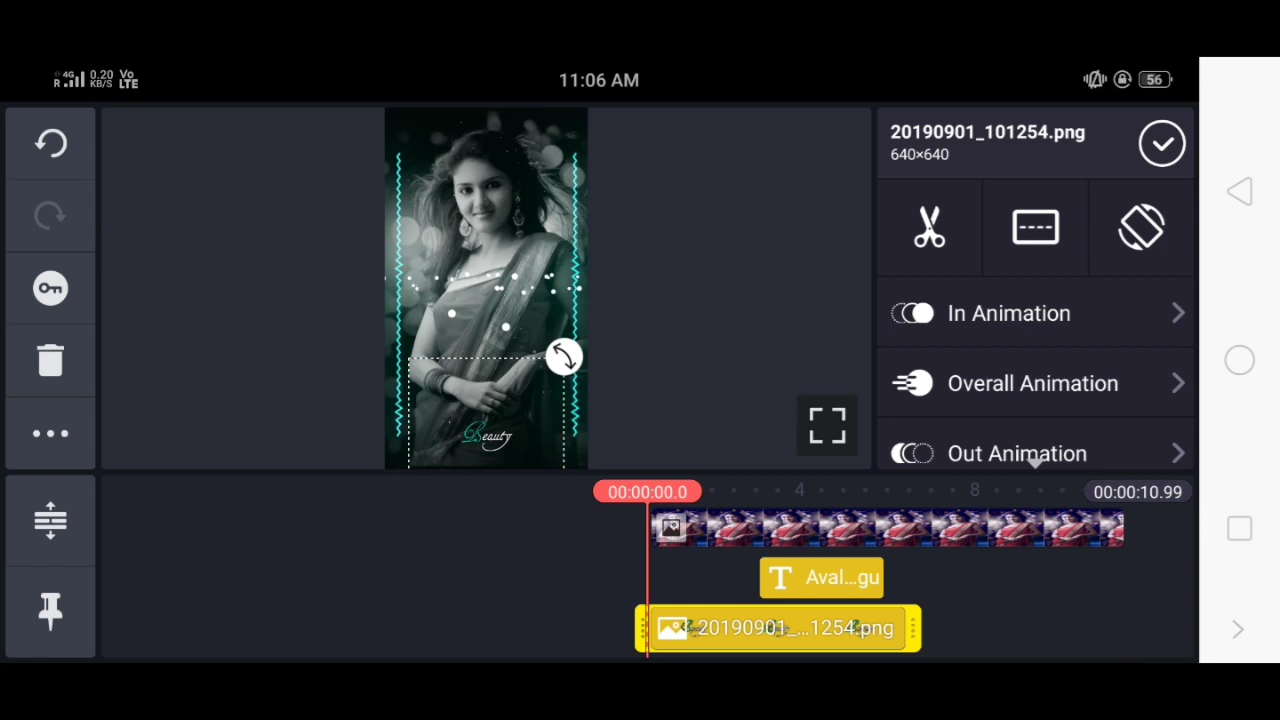 R 4G 0.20 KB/S Vo LTE
11:06 AM
56
20190901_101254.png
640×640
In Animation
Overall Animation
Out Animation
Beauty
00:00:00.0
4
8
00:00:10.99
T Aval...gu
20190901_...1254.png